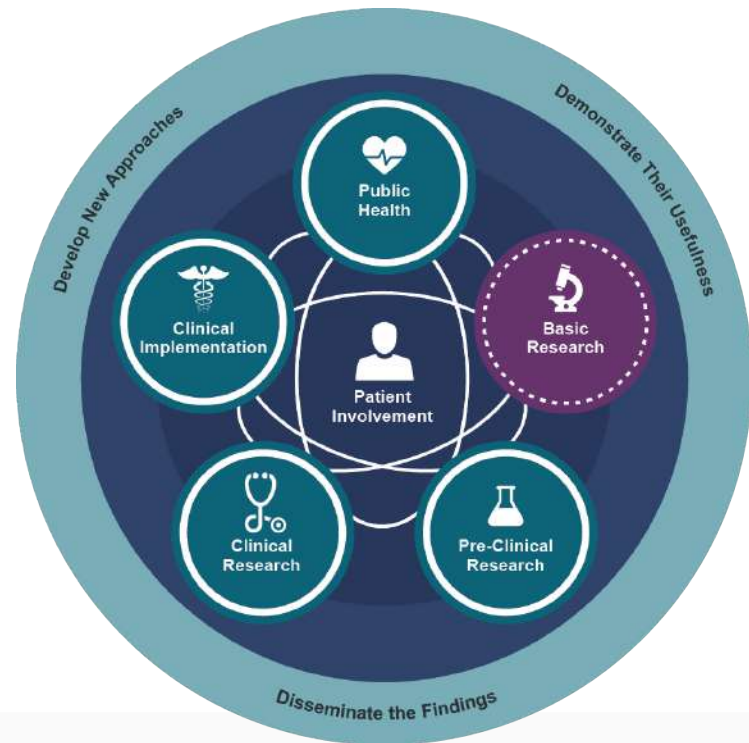 Develop New Approaches
Demonstrate Their Usefulness
Public
Health
Clinical
Implementation
Basic
Research
Patient
Involvement
Clinical
Research
Pre-Clinical
Research
Disseminate the Findings